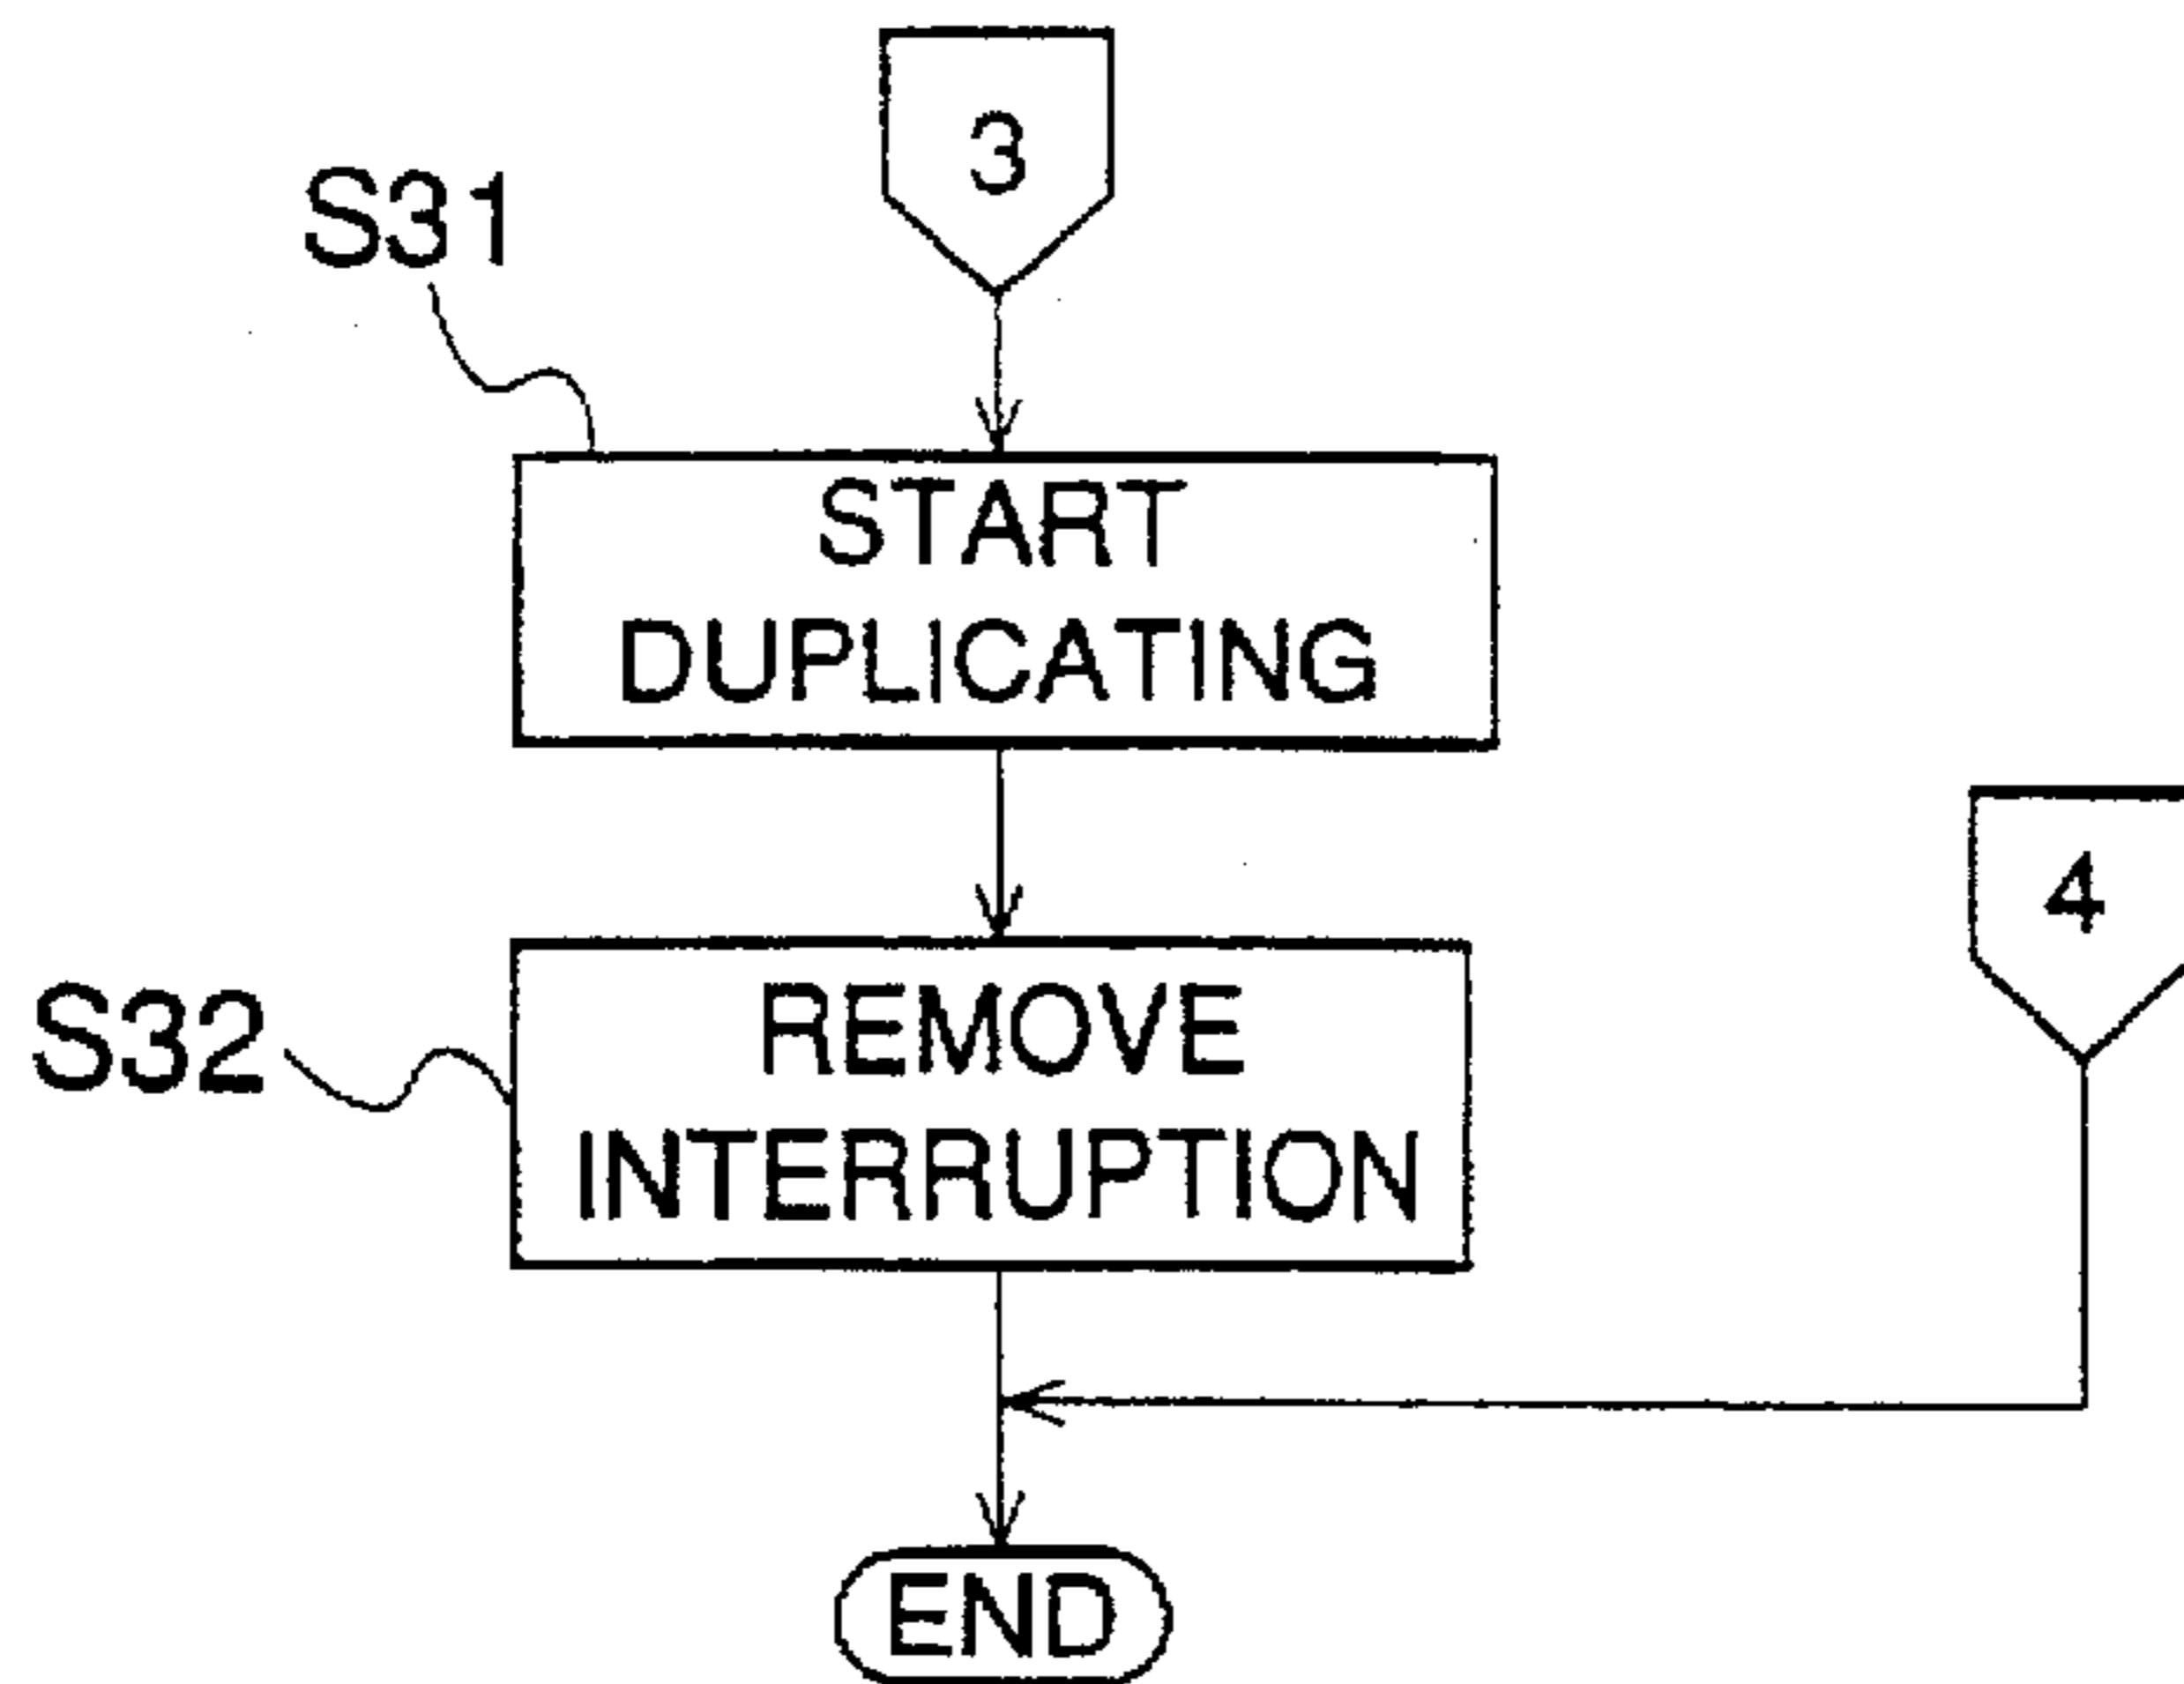 3
S31
START
DUPLICATING
4
S32
REMOVE
INTERRUPTION
END